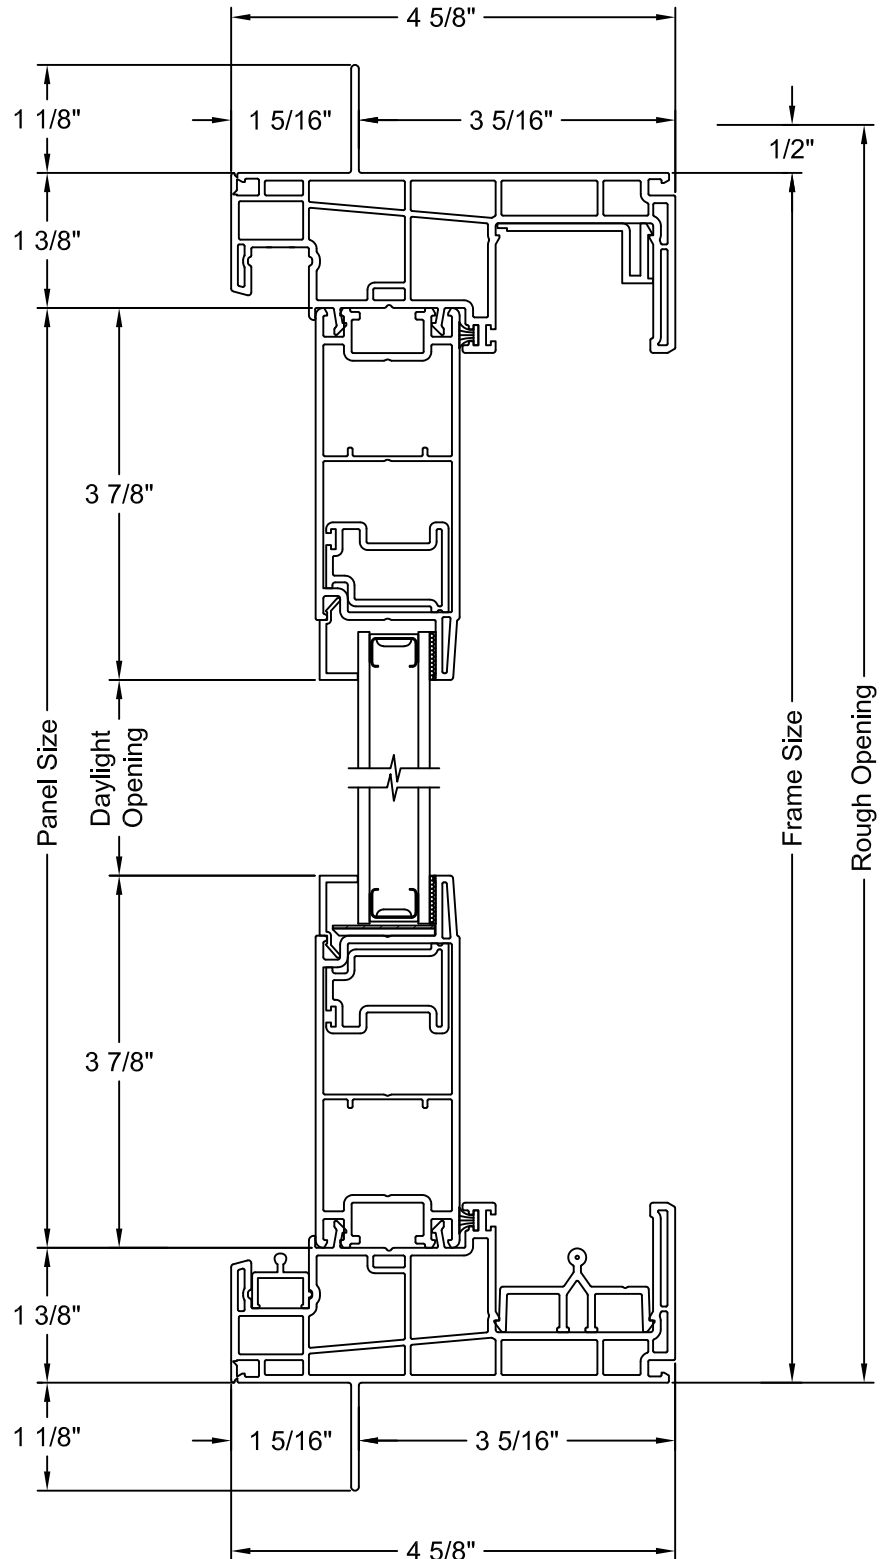 4 5/8"
1 1/8"
1 5/16"
3 5/16"
1/2"
1 3/8"
3 7/8"
Panel Size
Daylight
Opening
Frame Size
Rough Opening
3 7/8"
1 3/8"
1 1/8"
1 5/16"
3 5/16"
4 5/8"